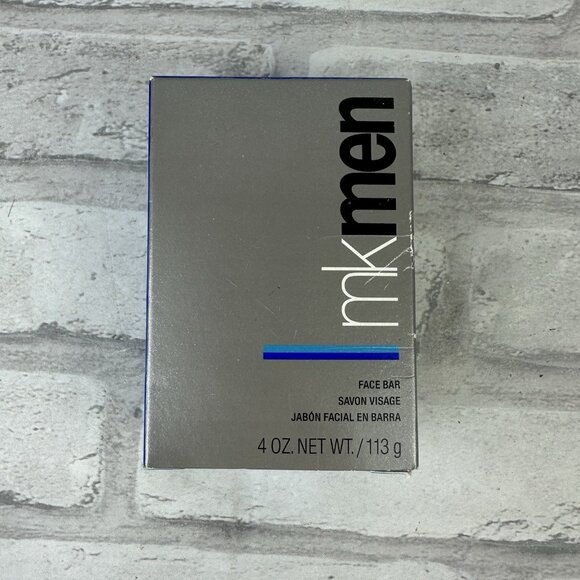 mkmen
FACE BAR
SAVON VISAGE
JABÓN FACIAL EN BARRA
4 OZ. NET WT. / 113 g